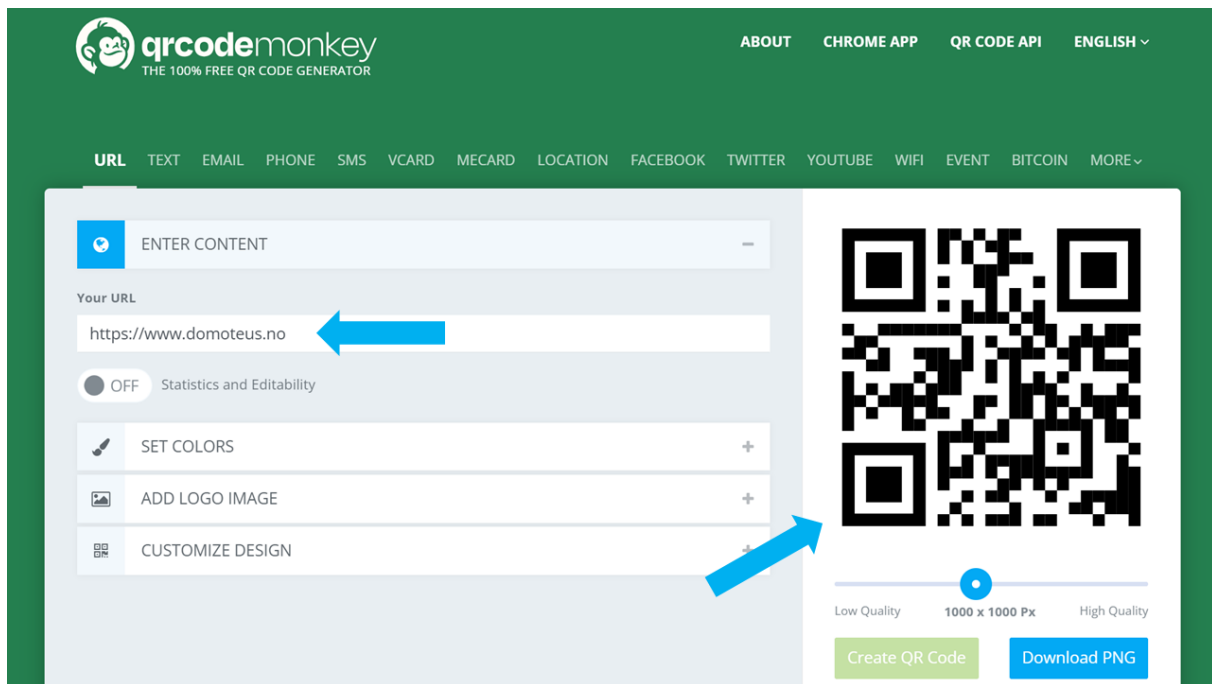 qrcodemonkey
THE 100% FREE QR CODE GENERATOR
ABOUT CHROME APP QR CODE API ENGLISH
URL TEXT EMAIL PHONE SMS VCARD MECARD LOCATION FACEBOOK TWITTER YOUTUBE WIFI EVENT BITCOIN MORE
ENTER CONTENT
Your URL
https://www.domoteus.no
OFF Statistics and Editability
SET COLORS
ADD LOGO IMAGE
CUSTOMIZE DESIGN
Low Quality 1000 x 1000 Px High Quality
Create QR Code Download PNG